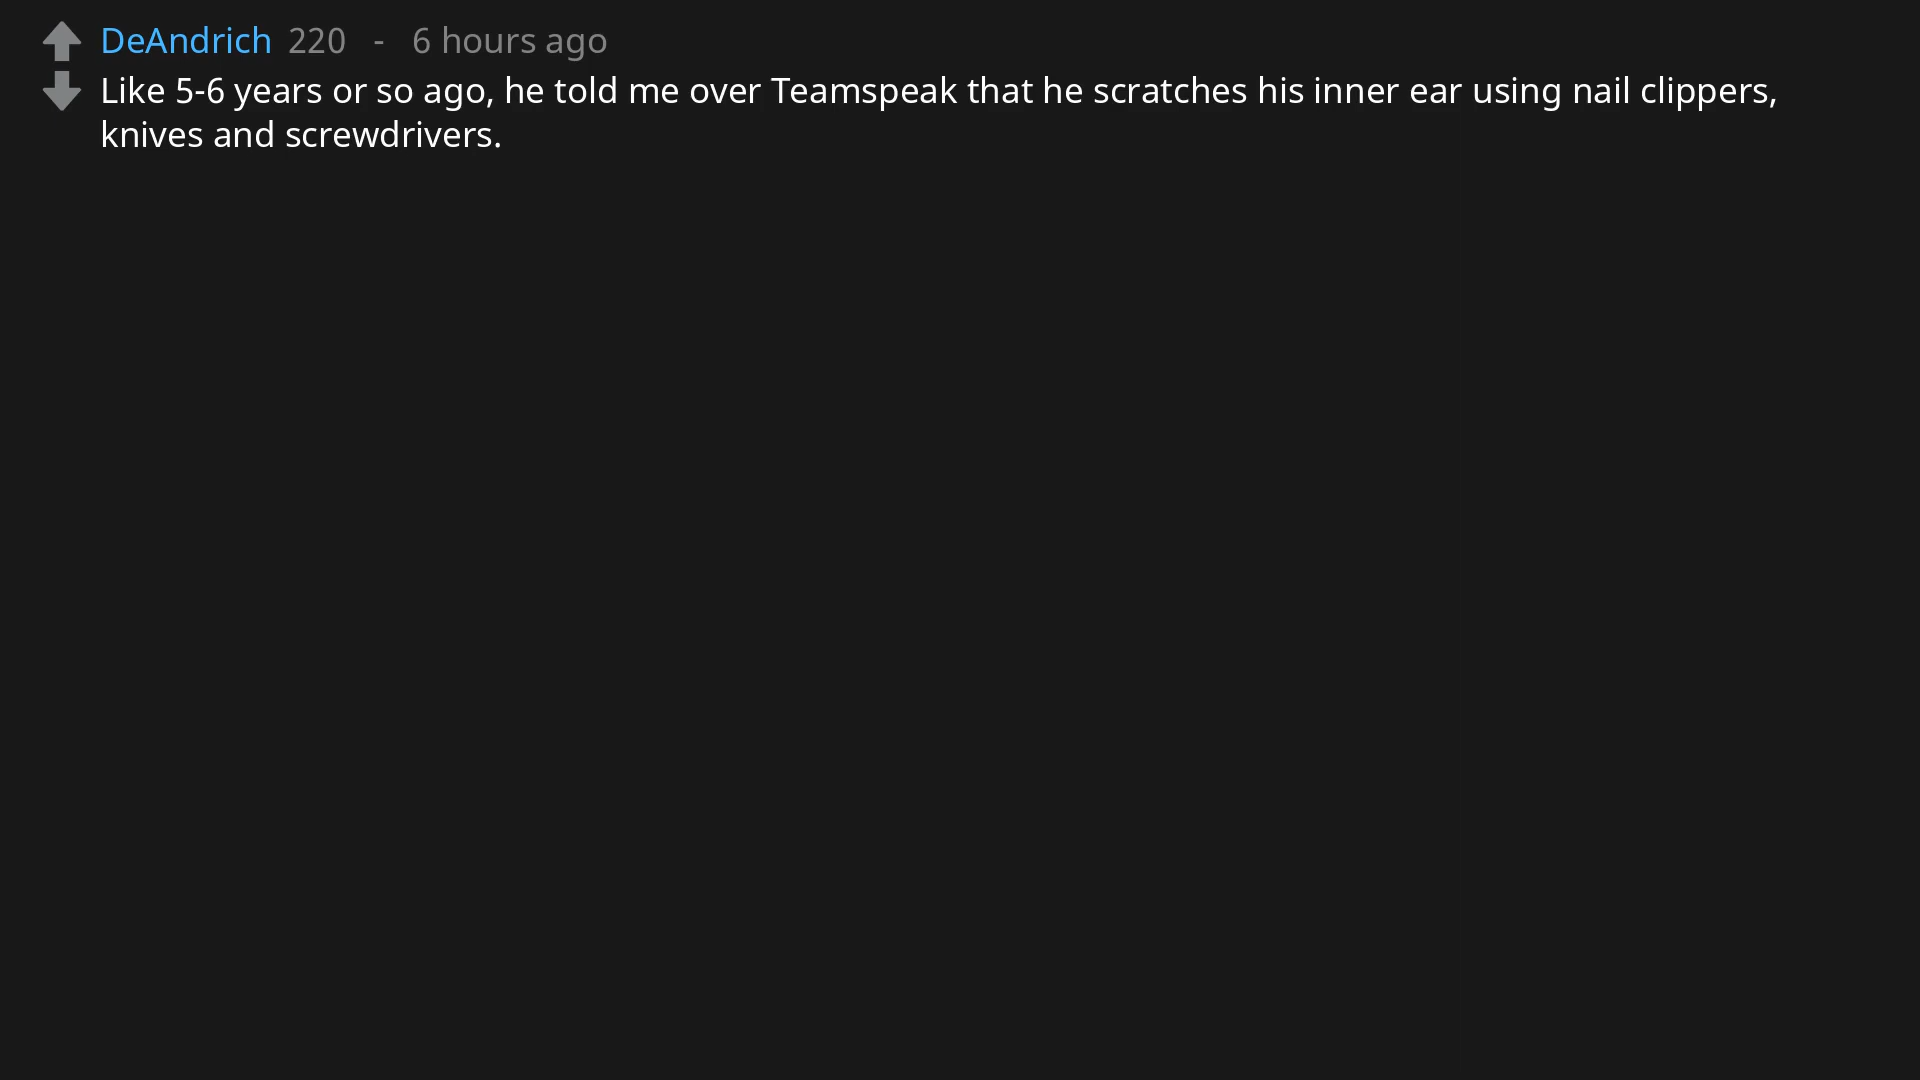 DeAndrich 220 - 6 hours ago
Like 5-6 years or so ago, he told me over Teamspeak that he scratches his inner ear using nail clippers,
knives and screwdrivers.